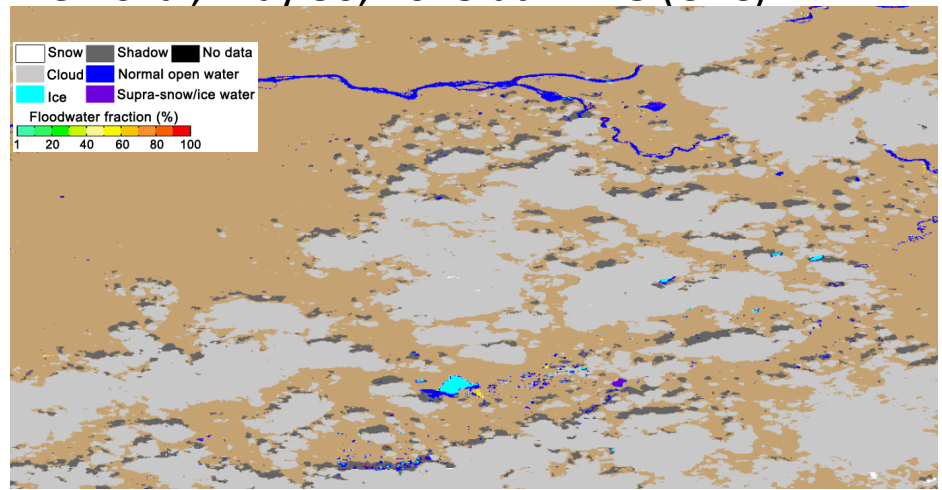 Snow Shadow No data
Cloud Normal open water
Ice Supra-snow/ice water
Floodwater fraction (%)
1 20 40 60 80 100